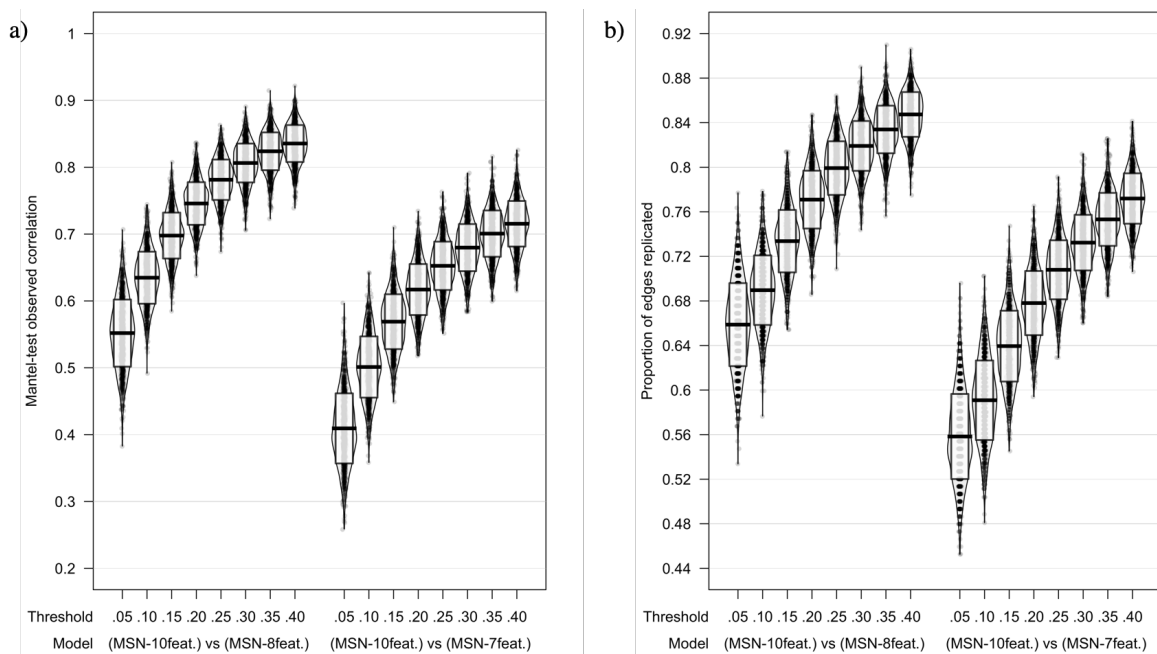 a)
Mantel-test observed correlation
1
0.9
0.8
0.7
0.6
0.5
0.4
0.3
0.2
Threshold .05 .10 .15 .20 .25 .30 .35 .40 .05 .10 .15 .20 .25 .30 .35 .40
Model (MSN-10feat.) vs (MSN-8feat.) (MSN-10feat.) vs (MSN-7feat.)
b)
Proportion of edges replicated
0.92
0.88
0.84
0.8
0.76
0.72
0.68
0.64
0.6
0.56
0.52
0.48
0.44
Threshold .05 .10 .15 .20 .25 .30 .35 .40 .05 .10 .15 .20 .25 .30 .35 .40
Model (MSN-10feat.) vs (MSN-8feat.) (MSN-10feat.) vs (MSN-7feat.)